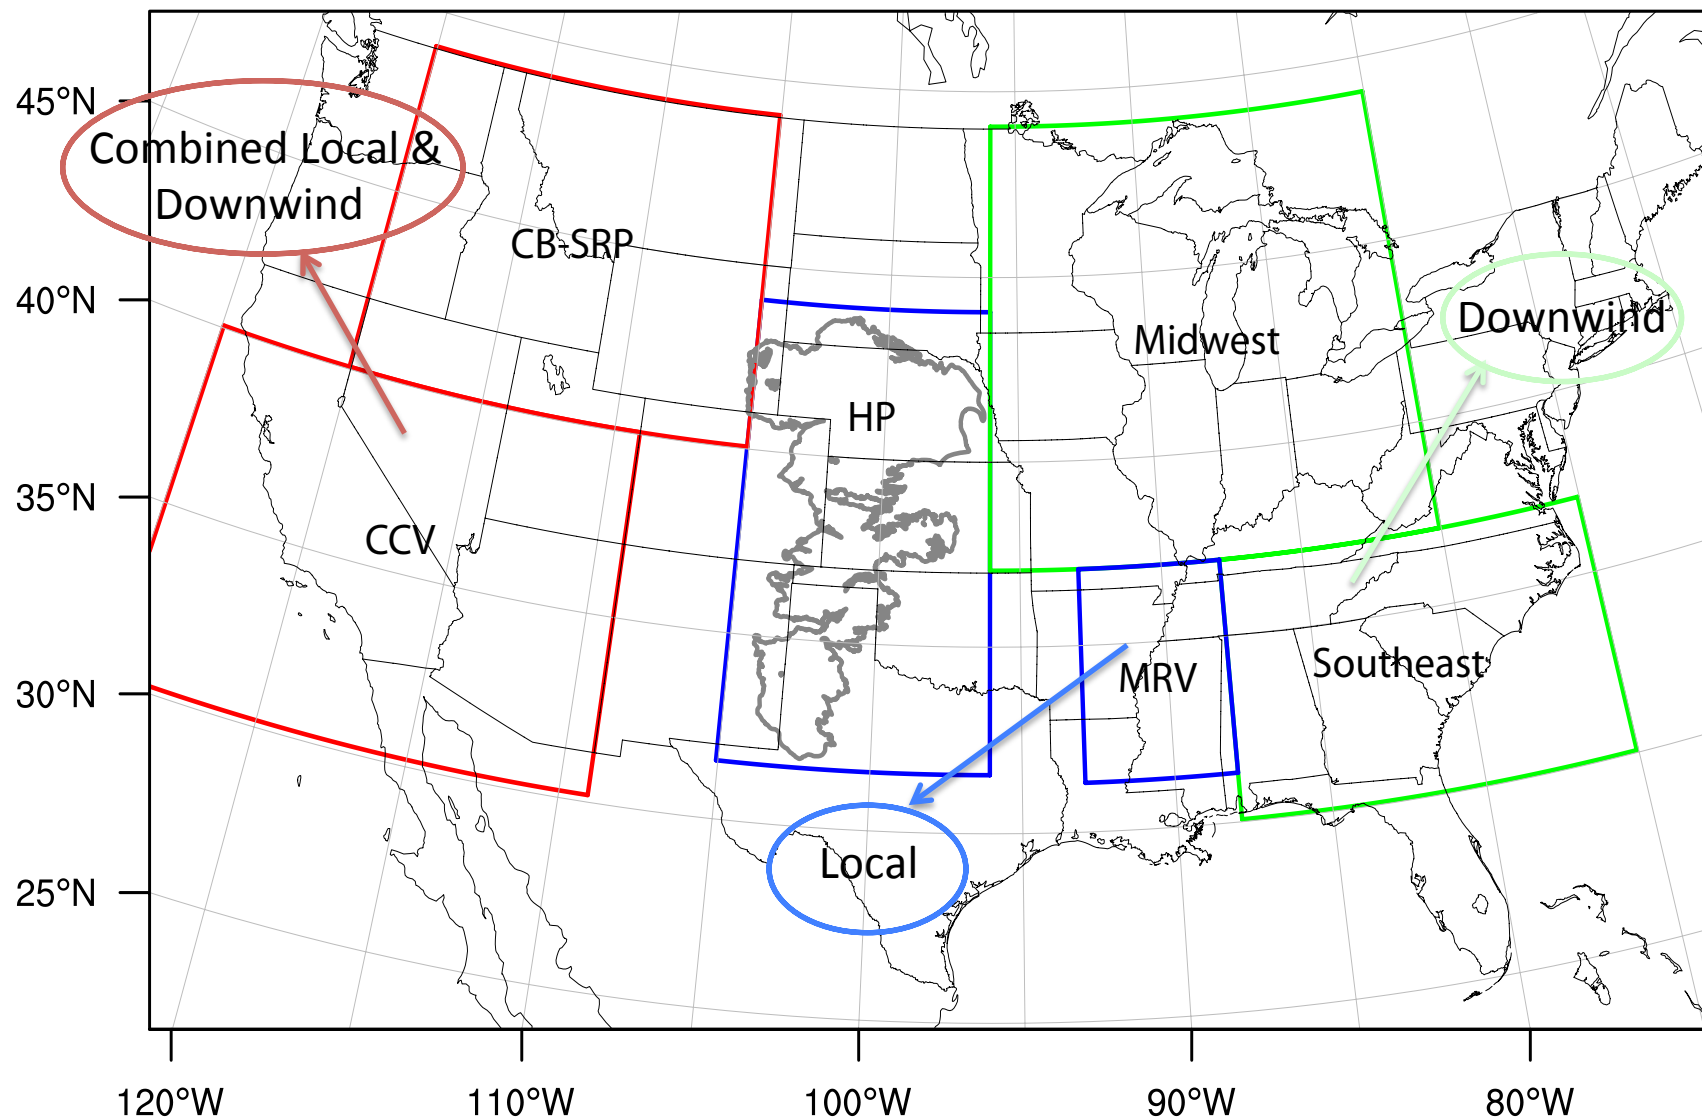 45°N
Combined Local &
Downwind
CB-SRP
40°N
Downwind
Midwest
HP
35°N
CCV
Southeast
MRV
30°N
Local
25°N
120°W
110°W
100°W
90°W
80°W